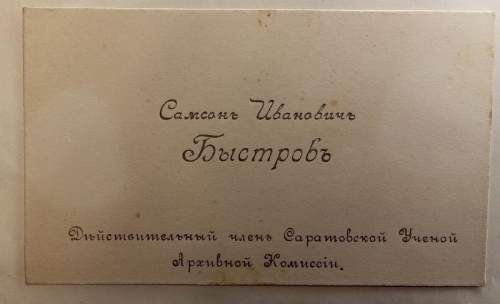 Самсонъ Ивановичъ
Быстровъ
Дѣйствительный членъ Саратовской Ученой
Архивной Комиссіи.